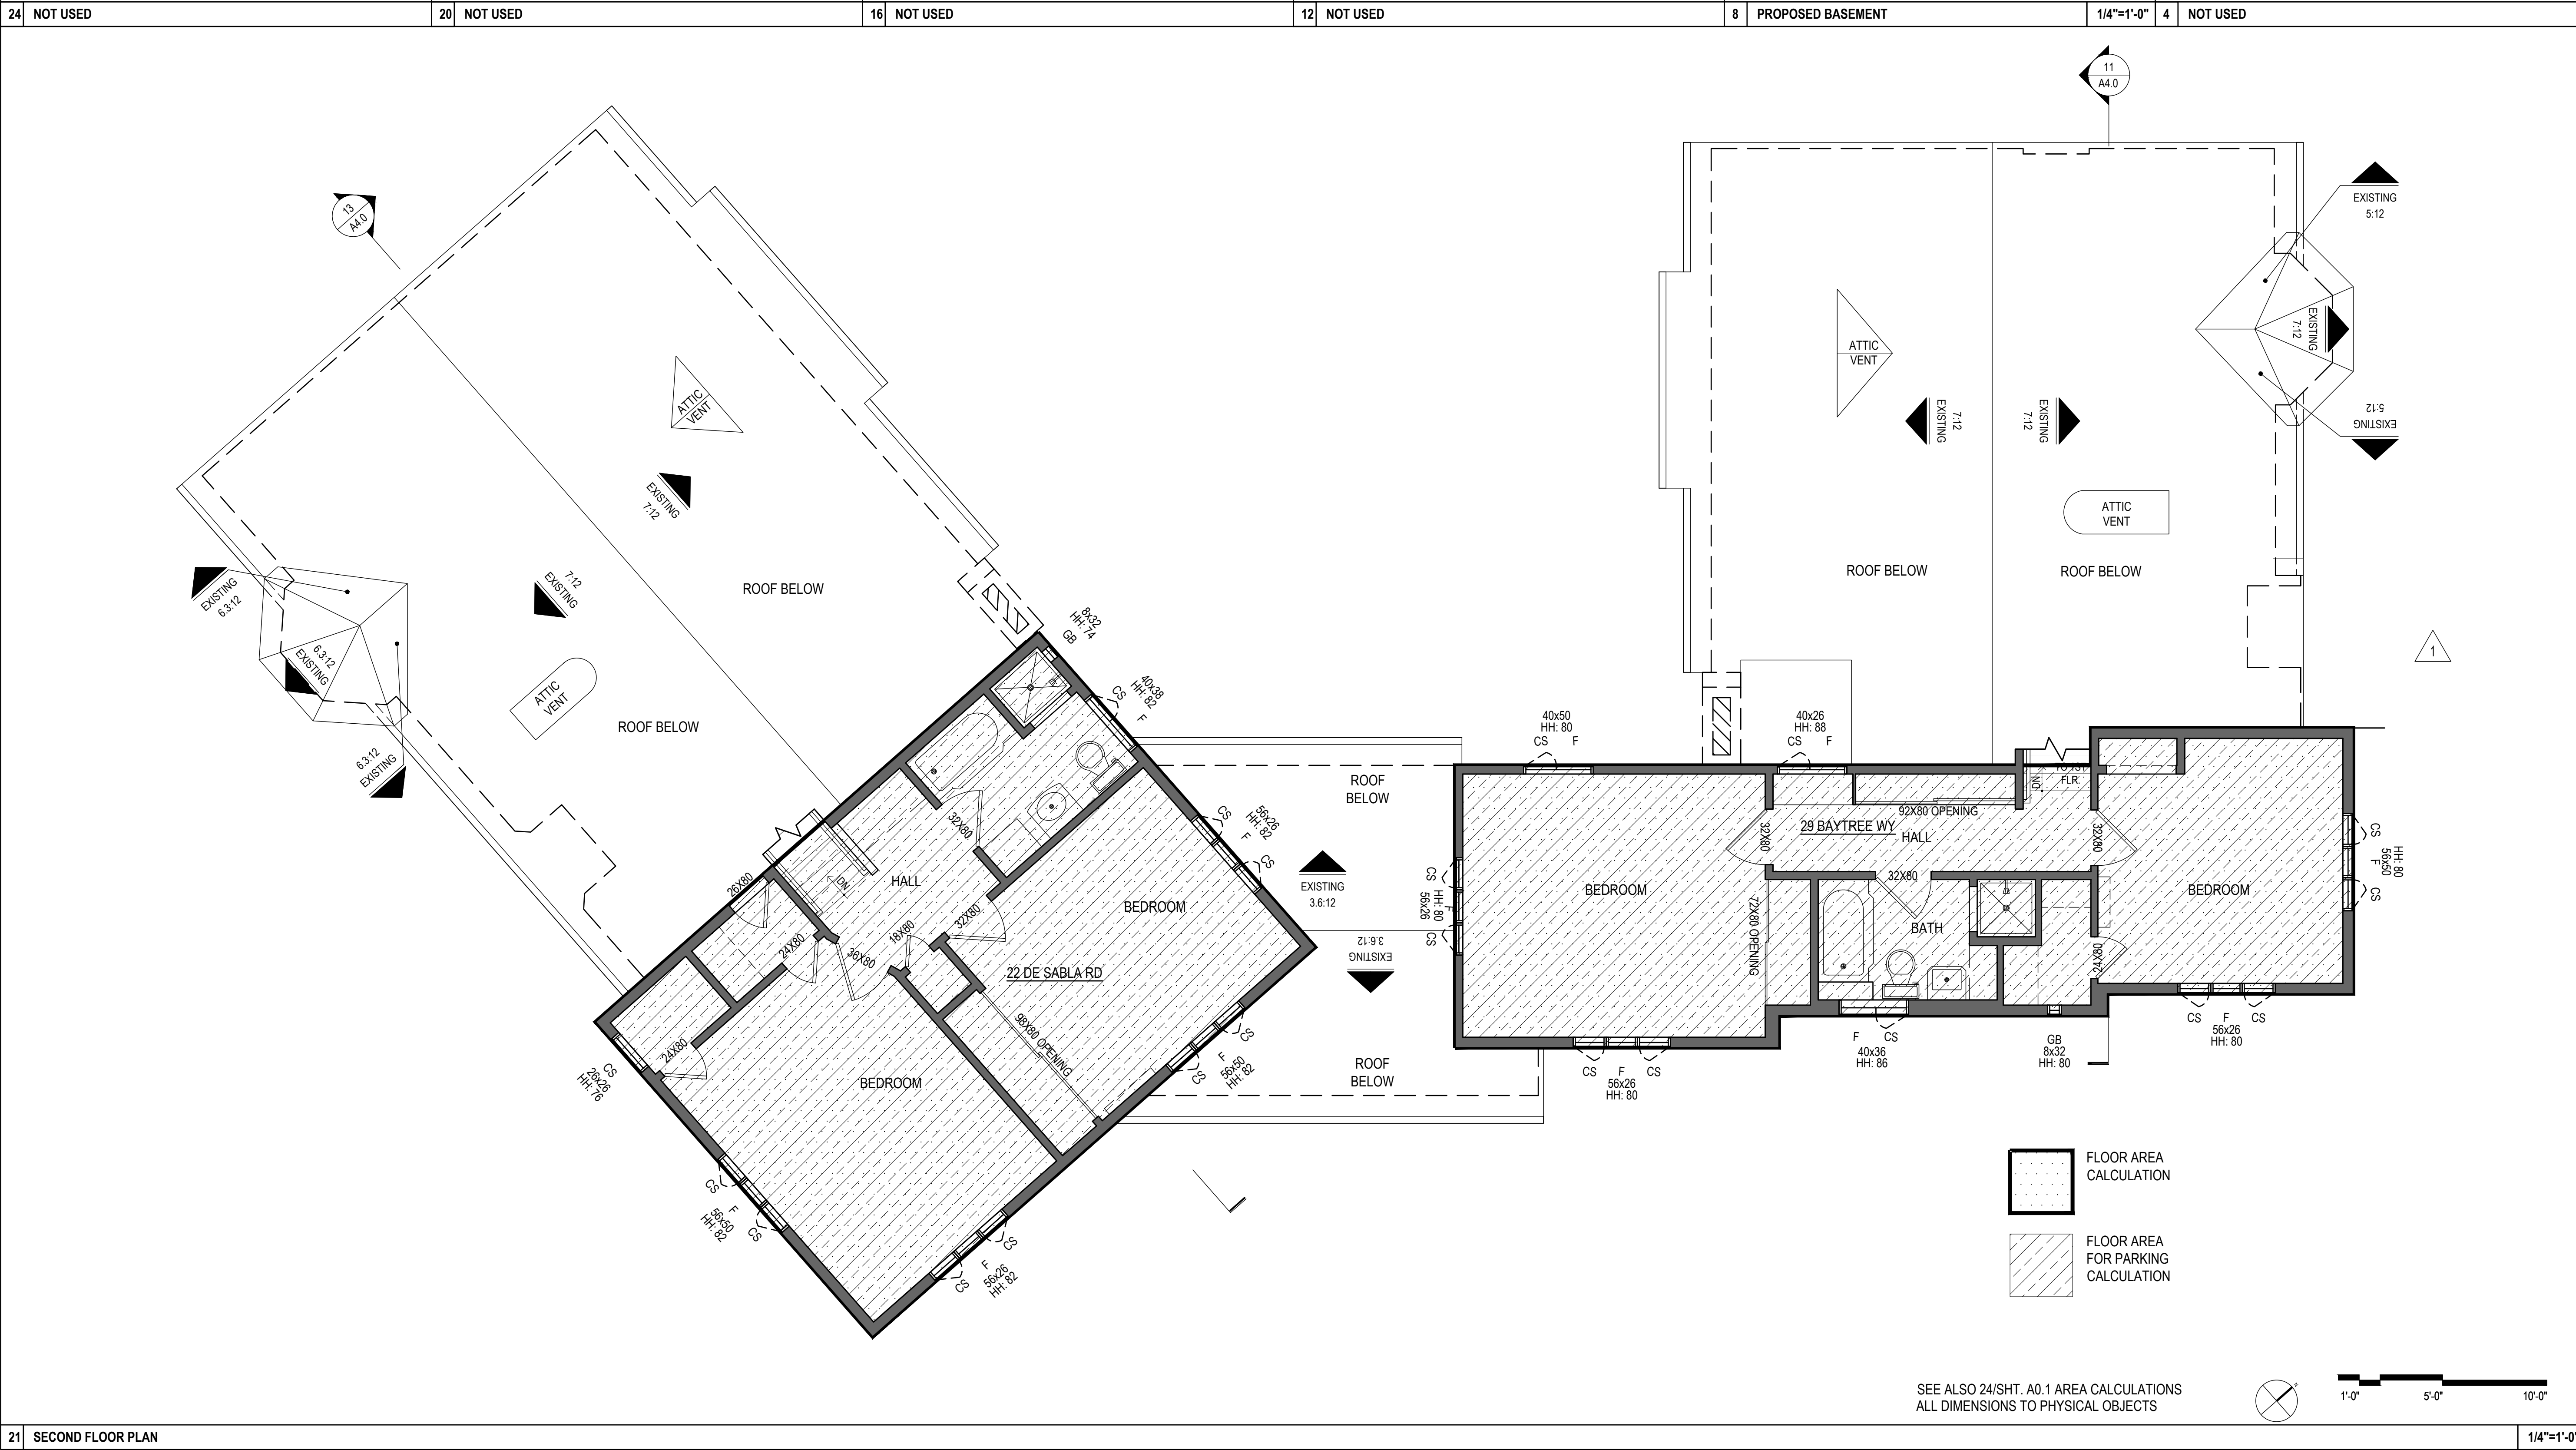 24 NOT USED
20 NOT USED
16 NOT USED
12 NOT USED
8 PROPOSED BASEMENT 1/4"=1'-0"
4 NOT USED
11
A4.0
13
A4.0
EXISTING
5:12
EXISTING
7:12
5:12
EXISTING
ATTIC
VENT
EXISTING
7:12
7:12
EXISTING
ATTIC
VENT
ROOF BELOW
ROOF BELOW
1
ATTIC
VENT
EXISTING
7:12
7:12
EXISTING
ROOF BELOW
EXISTING
6.3:12
6.3:12
EXISTING
ATTIC
VENT
ROOF BELOW
6.3:12
EXISTING
8x32
HH: 74
GB
40x38
HH: 82
CS
F
56x26
HH: 82
CS
F
CS
32X80
HALL
DN
26X80
24X80
36X80
18X80
32X80
BEDROOM
22 DE SABLA RD
98X80 OPENING
24X80
BEDROOM
CS
26x26
HH: 76
CS
F
56x50
HH: 82
CS
CS
F
56x26
HH: 82
CS
CS
F
56x50
HH: 82
CS
ROOF
BELOW
EXISTING
3.6:12
3.6:12
EXISTING
ROOF
BELOW
40x50
HH: 80
CS F
40x26
HH: 88
CS F
TO 1ST
FLR.
DN
92X80 OPENING
29 BAYTREE WY
HALL
32X80
32X80
32X80
BEDROOM
72X80 OPENING
BATH
24X80
BEDROOM
CS
F
CS
HH: 80
56x26
CS
F
CS
HH: 80
56x50
CS F CS
56x26
HH: 80
F CS
40x36
HH: 86
GB
8x32
HH: 80
CS F CS
56x26
HH: 80
FLOOR AREA
CALCULATION
FLOOR AREA
FOR PARKING
CALCULATION
SEE ALSO 24/SHT. A0.1 AREA CALCULATIONS
ALL DIMENSIONS TO PHYSICAL OBJECTS
1'-0" 5'-0" 10'-0"
21 SECOND FLOOR PLAN 1/4"=1'-0